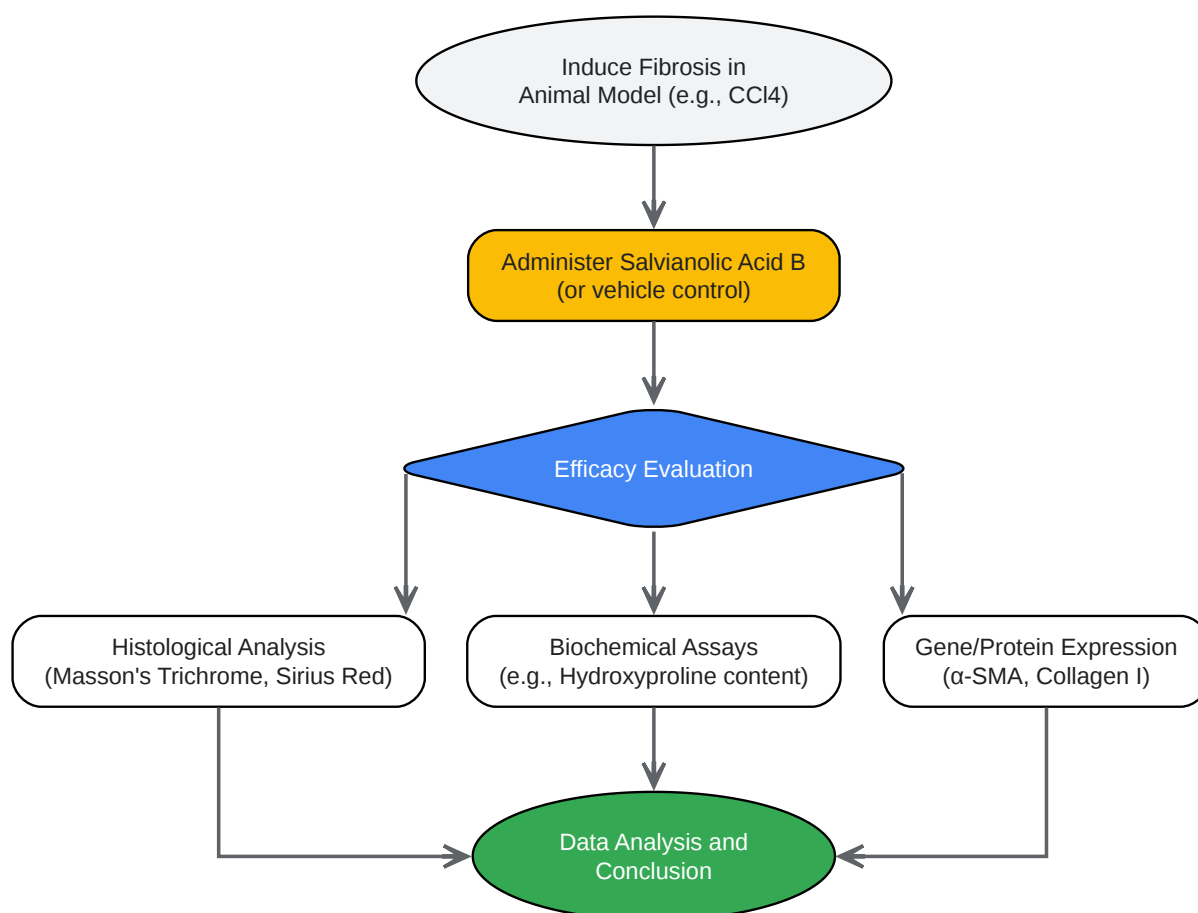 Induce Fibrosis in
Animal Model (e.g., CCl4)
Administer Salvianolic Acid B
(or vehicle control)
Efficacy Evaluation
Histological Analysis
(Masson's Trichrome, Sirius Red)
Biochemical Assays
(e.g., Hydroxyproline content)
Gene/Protein Expression
(α-SMA, Collagen I)
Data Analysis and
Conclusion